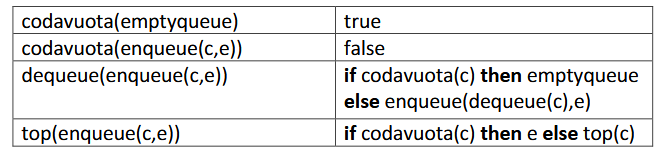 codavuota(emptyqueue) true
codavuota(enqueue(c,e)) false
dequeue(enqueue(c,e)) if codavuota(c) then emptyqueue
else enqueue(dequeue(c),e)
top(enqueue(c,e)) if codavuota(c) then e else top(c)